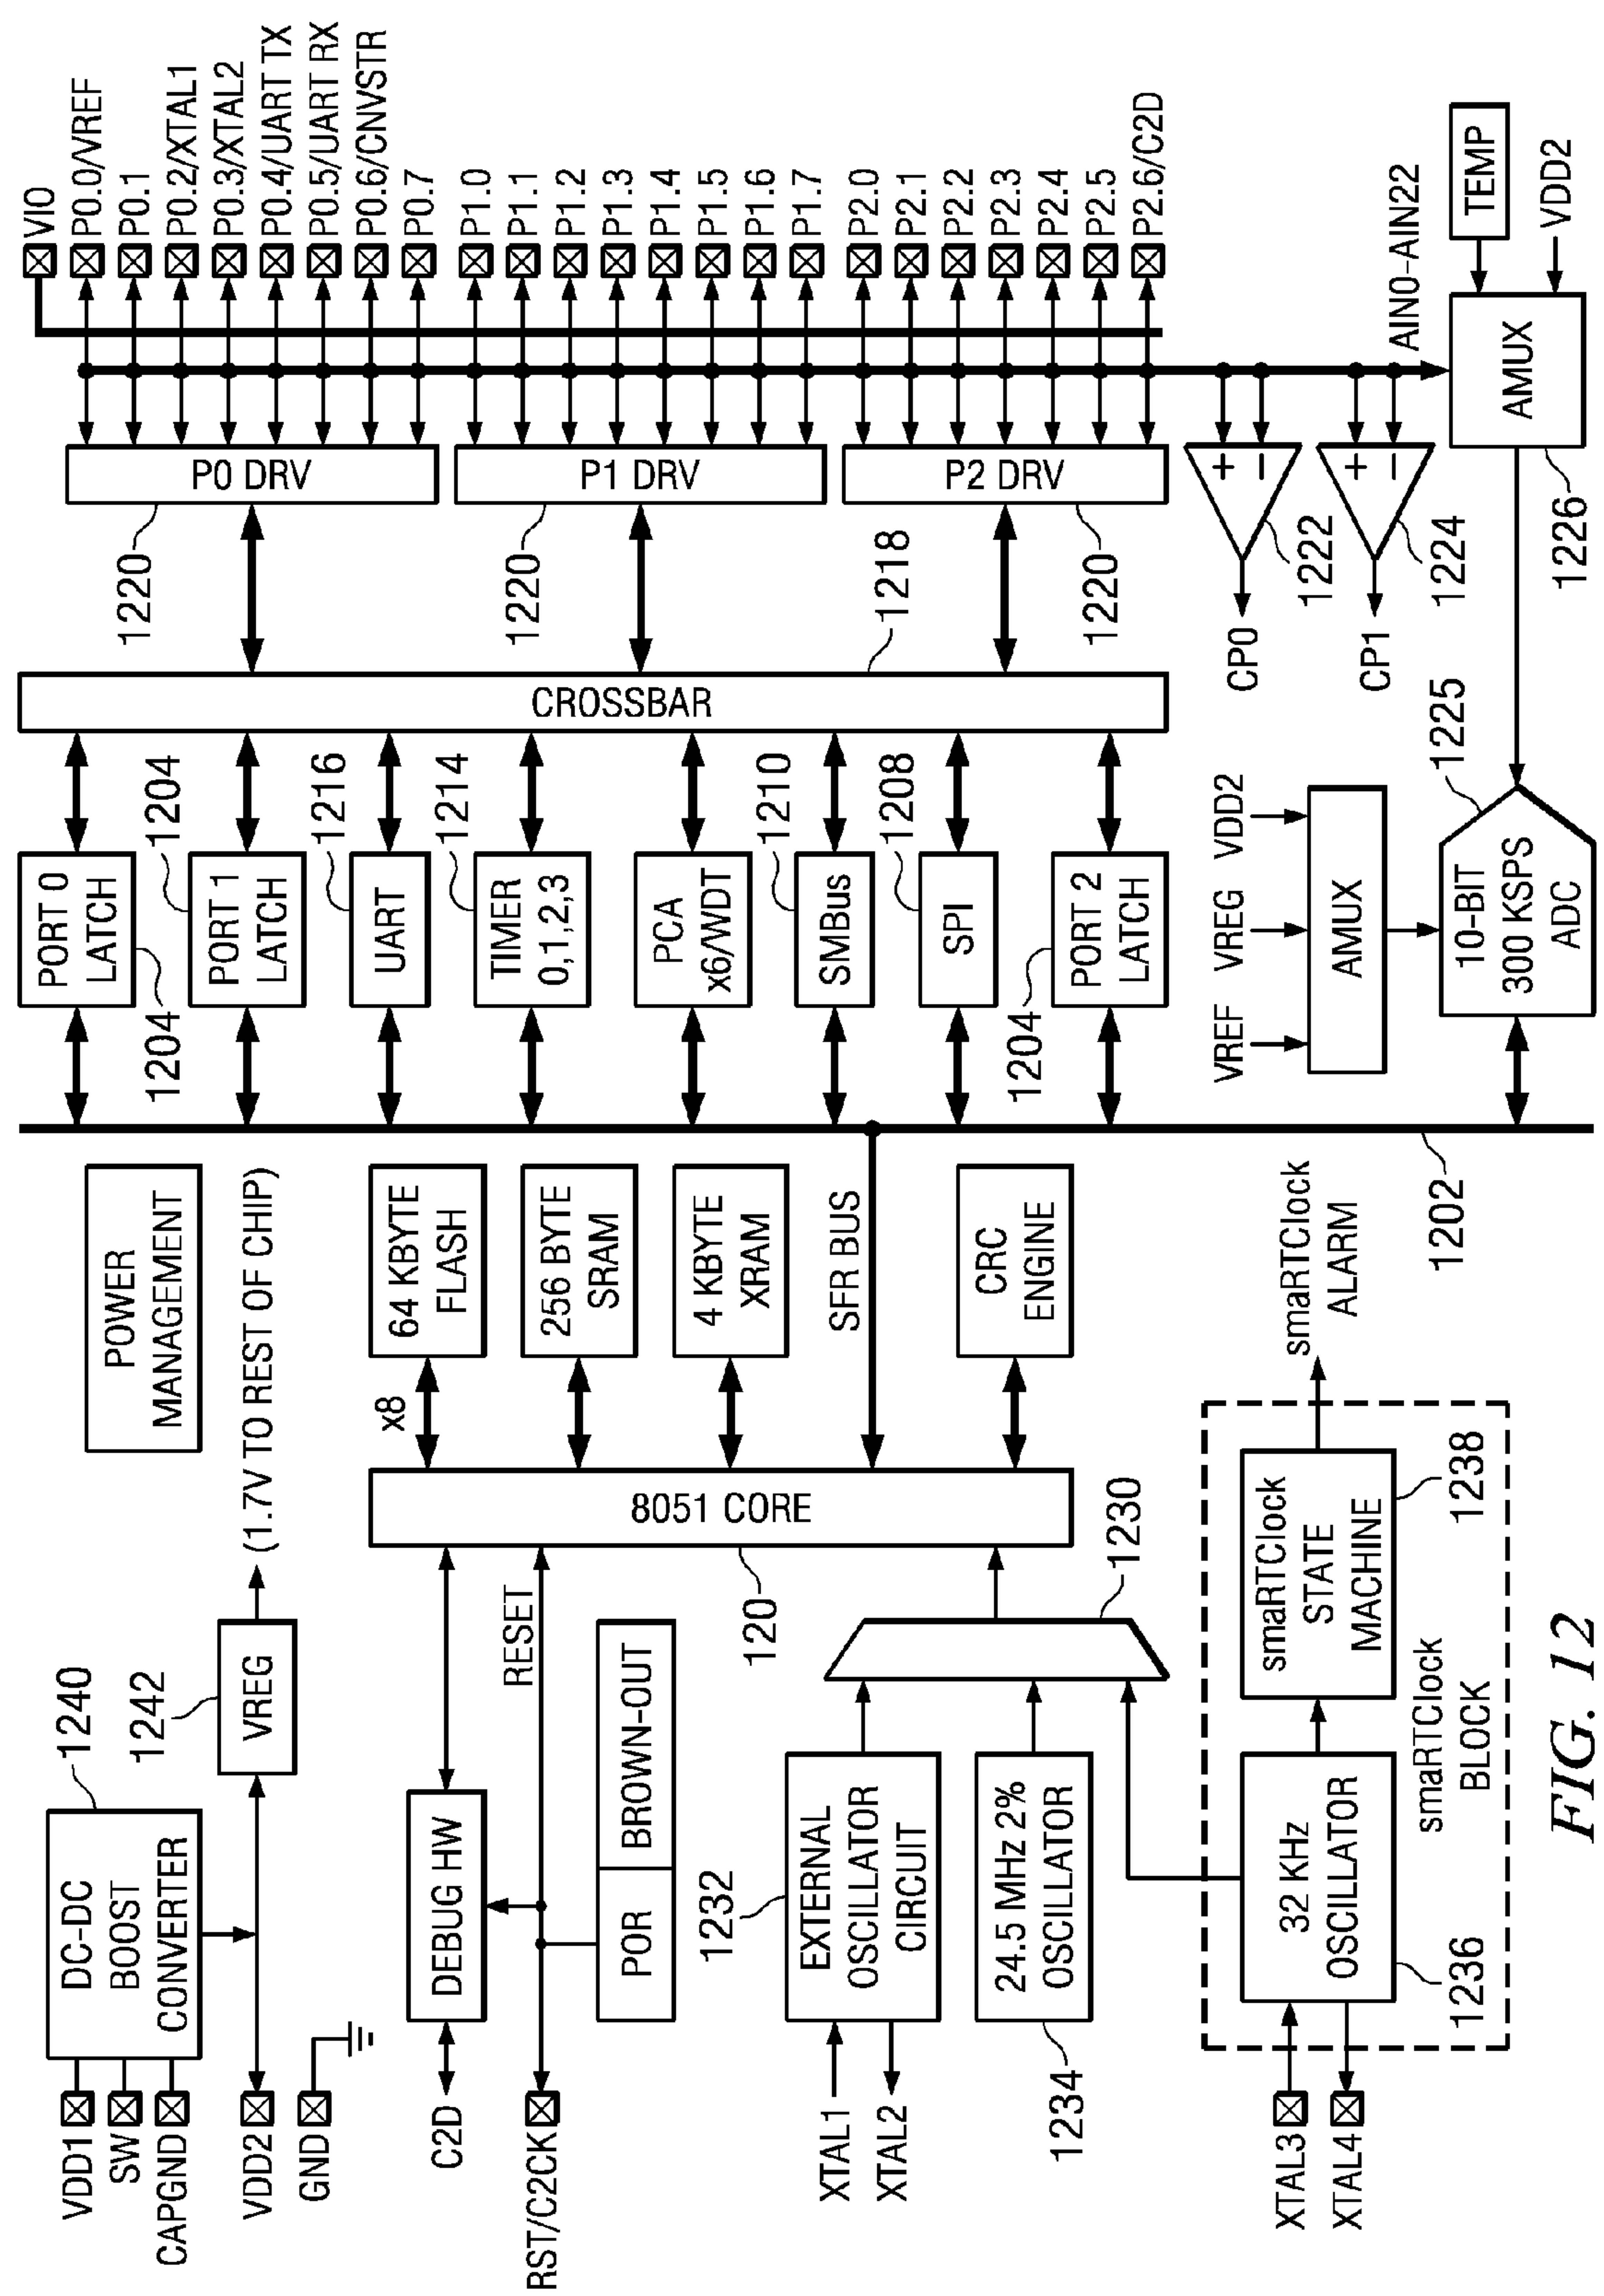 VDD1
SW
CAPGND
VDD2
GND
DC-DC
BOOST
CONVERTER
1240
1242
VREG
(1.7V TO REST OF CHIP)
POWER
MANAGEMENT
C2D
RST/C2CK
DEBUG HW
RESET
POR
BROWN-OUT
8051 CORE
120
x8
64 KBYTE
FLASH
256 BYTE
SRAM
4 KBYTE
XRAM
SFR BUS
CRC
ENGINE
XTAL1
XTAL2
1232
EXTERNAL
OSCILLATOR
CIRCUIT
1234
24.5 MHz 2%
OSCILLATOR
1230
XTAL3
XTAL4
1236
32 KHz
OSCILLATOR
smaRTClock
STATE
MACHINE
1238
smaRTClock
BLOCK
smaRTClock
ALARM
1202
PORT 0
LATCH
1204
PORT 1
LATCH
1204
UART
1216
TIMER
0,1,2,3
1214
PCA
x6/WDT
SMBus
1210
SPI
1208
PORT 2
LATCH
1204
CROSSBAR
1218
P0 DRV
1220
P1 DRV
1220
P2 DRV
1220
VIO
P0.0/VREF
P0.1
P0.2/XTAL1
P0.3/XTAL2
P0.4/UART TX
P0.5/UART RX
P0.6/CNVSTR
P0.7
P1.0
P1.1
P1.2
P1.3
P1.4
P1.5
P1.6
P1.7
P2.0
P2.1
P2.2
P2.3
P2.4
P2.5
P2.6/C2D
VREF
VREG
VDD2
AMUX
10-BIT
300 KSPS
ADC
1225
CP0
+
−
1222
CP1
+
−
1224
AIN0-AIN22
AMUX
1226
TEMP
VDD2
FIG. 12